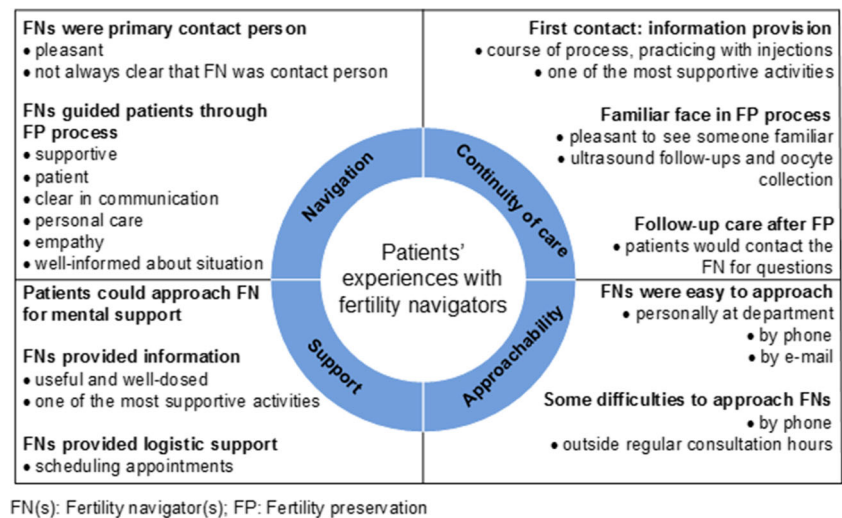 FNs were primary contact person
• pleasant
• not always clear that FN was contact person
FNs guided patients through
FP process
• supportive
• patient
• clear in communication
• personal care
• empathy
• well-informed about situation
First contact: information provision
• course of process, practicing with injections
• one of the most supportive activities
Familiar face in FP process
• pleasant to see someone familiar
• ultrasound follow-ups and oocyte
collection
Follow-up care after FP
• patients would contact the
FN for questions
Navigation
Continuity of care
Patients'
experiences with
fertility navigators
Support
Approachability
Patients could approach FN
for mental support
FNs provided information
• useful and well-dosed
• one of the most supportive activities
FNs provided logistic support
• scheduling appointments
FNs were easy to approach
• personally at department
• by phone
• by e-mail
Some difficulties to approach FNs
• by phone
• outside regular consultation hours
FN(s): Fertility navigator(s); FP: Fertility preservation